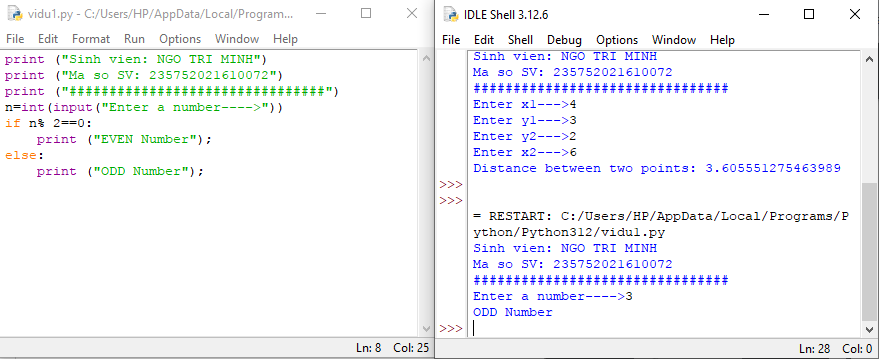 vidu1.py - C:/Users/HP/AppData/Local/Program...
File Edit Format Run Options Window Help
print ("Sinh vien: NGO TRI MINH")
print ("Ma so SV: 235752021610072")
print ("################################")
n=int(input("Enter a number---->"))
if n% 2==0:
    print ("EVEN Number");
else:
    print ("ODD Number");
Ln: 8 Col: 25
IDLE Shell 3.12.6
File Edit Shell Debug Options Window Help
Sinh vien: NGO TRI MINH
Ma so SV: 235752021610072
################################
Enter x1--->4
Enter y1--->3
Enter y2--->2
Enter x2--->6
Distance between two points: 3.605551275463989
>>>
>>>
= RESTART: C:/Users/HP/AppData/Local/Programs/P
ython/Python312/vidu1.py
Sinh vien: NGO TRI MINH
Ma so SV: 235752021610072
################################
Enter a number---->3
ODD Number
>>>
Ln: 28 Col: 0